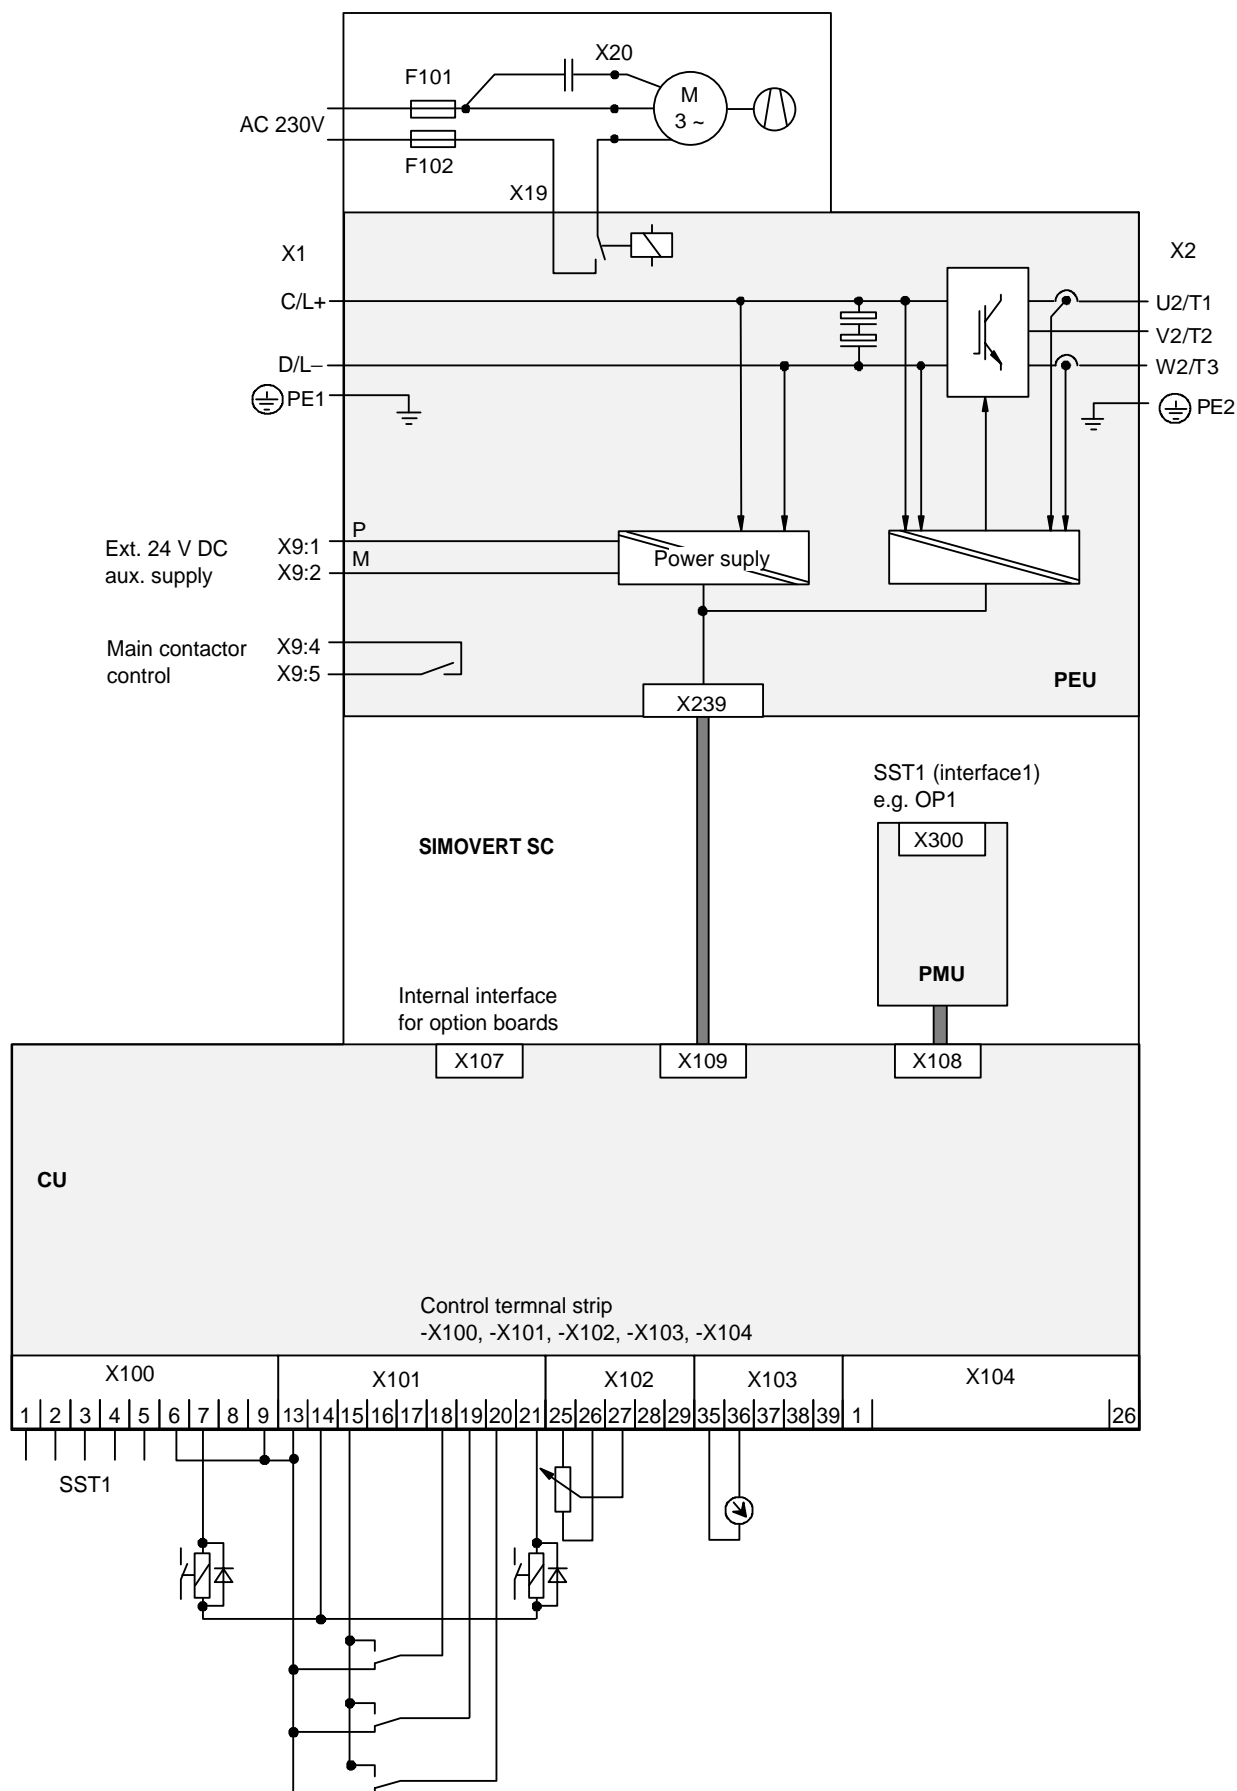 X20
F101
M
3 ~
AC 230V
F102
X19
X1
X2
C/L+
U2/T1
V2/T2
D/L–
W2/T3
PE1
PE2
P
Ext. 24 V DC
X9:1
M
Power suply
aux. supply
X9:2
Main contactor
X9:4
control
X9:5
PEU
X239
SST1 (interface1)
e.g. OP1
X300
SIMOVERT SC
PMU
Internal interface
for option boards
X107
X109
X108
CU
Control termnal strip
-X100, -X101, -X102, -X103, -X104
X100
X101
X102
X103
X104
1 2 3 4 5 6 7 8 9 13 14 15 16 17 18 19 20 21 25 26 27 28 29 35 36 37 38 39 1 26
SST1